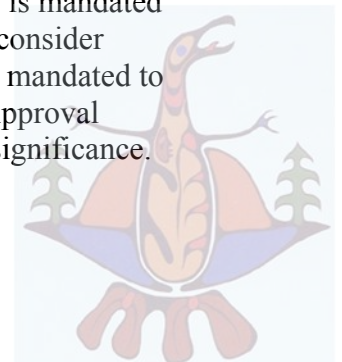 is mandated
consider
mandated to
pproval
ignificance.